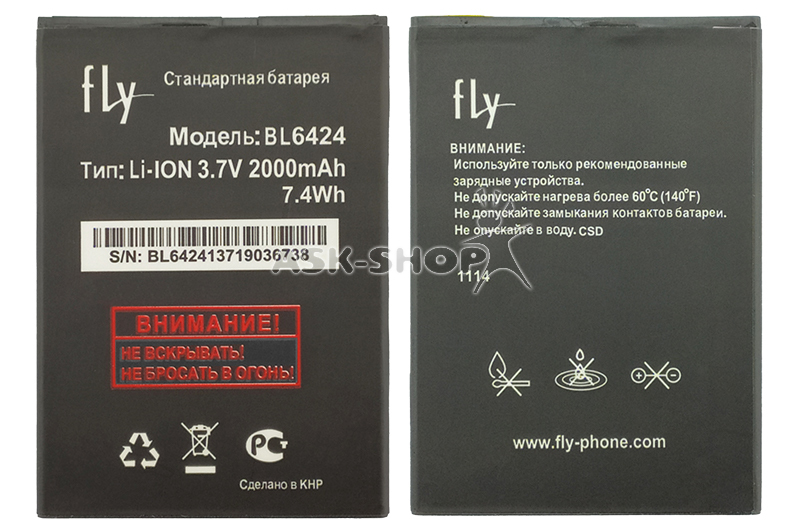 fly
Стандартная батарея
Модель: BL6424
Тип: Li-ION 3.7V 2000mAh
7.4Wh
S/N: BL642413719036738
ВНИМАНИЕ!
НЕ ВСКРЫВАТЬ!
НЕ БРОСАТЬ В ОГОНЬ!
РСТ
Сделано в КНР
fly
ВНИМАНИЕ:
Используйте только рекомендованные
зарядные устройства.
Не допускайте нагрева более 60°C (140°F)
Не допускайте замыкания контактов батареи.
Не опускайте в воду. CSD
1114
www.fly-phone.com
ASK-SHOP